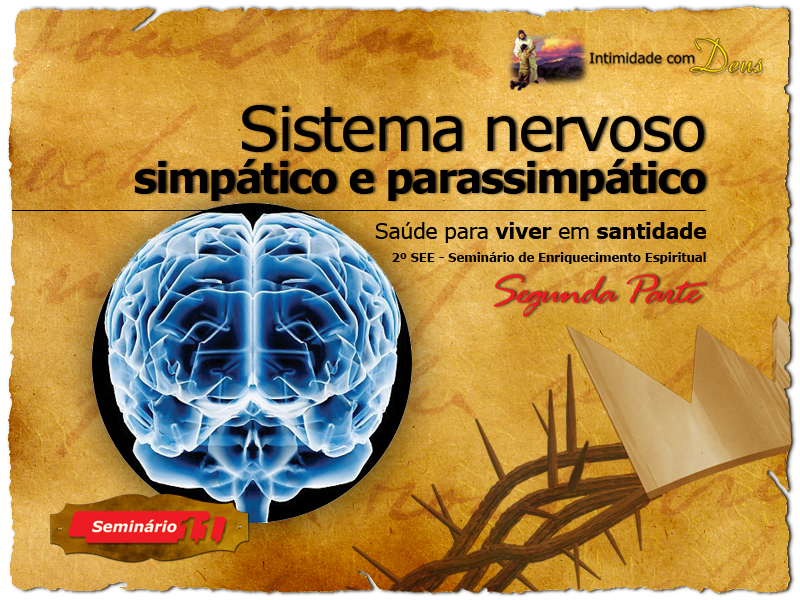 Intimidade com Deus
Sistema nervoso
simpático e parassimpático
Saúde para viver em santidade
2º SEE - Seminário de Enriquecimento Espiritual
Segunda Parte
Seminário 11